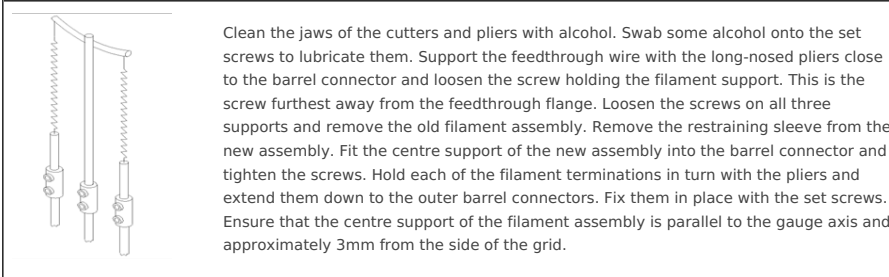 Clean the jaws of the cutters and pliers with alcohol. Swab some alcohol onto the set
screws to lubricate them. Support the feedthrough wire with the long-nosed pliers close
to the barrel connector and loosen the screw holding the filament support. This is the
screw furthest away from the feedthrough flange. Loosen the screws on all three
supports and remove the old filament assembly. Remove the restraining sleeve from the
new assembly. Fit the centre support of the new assembly into the barrel connector and
tighten the screws. Hold each of the filament terminations in turn with the pliers and
extend them down to the outer barrel connectors. Fix them in place with the set screws.
Ensure that the centre support of the filament assembly is parallel to the gauge axis and
approximately 3mm from the side of the grid.